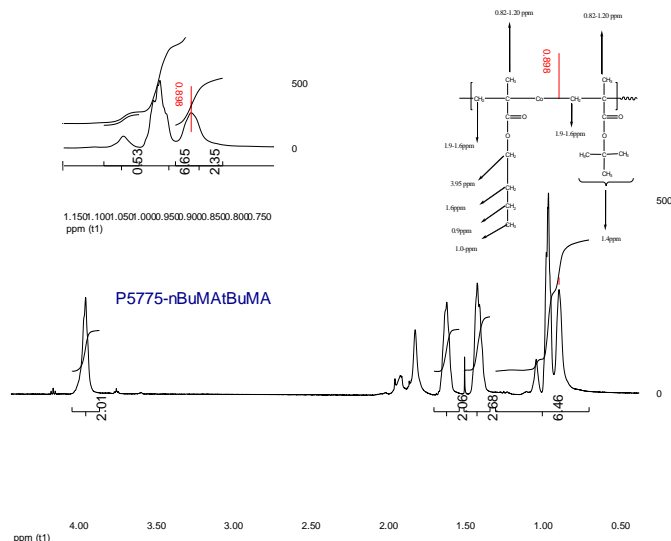 0.82-1.20 ppm
0.82-1.20 ppm
0.898
CH₃
CH₃
CH₂
C
Co
CH₂
C
C
O
C
O
O
O
1.9-1.6ppm
1.9-1.6ppm
CH₂
H₃C
CH₃
3.95 ppm
CH₃
1.6ppm
CH₂
0.9ppm
CH₃
1.0-ppm
1.4ppm
0.898
500
0
0.53
6.65
2.35
1.150 1.100 1.050 1.000 0.950 0.900 0.850 0.800 0.750
ppm (t1)
P5775-nBuMAtBuMA
500
0
2.01
2.06
2.68
6.46
4.00 3.50 3.00 2.50 2.00 1.50 1.00 0.50
ppm (t1)